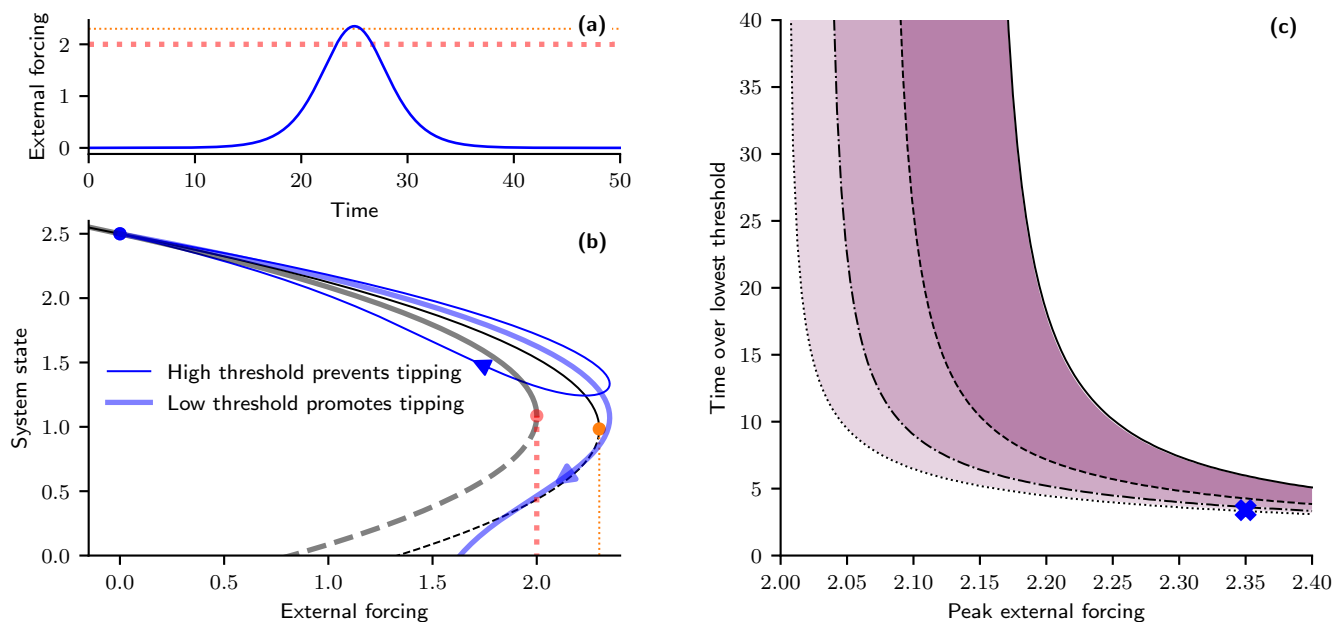 (a)
External forcing
2
1
0
0 10 20 30 40 50
Time
(b)
System state
2.5
2.0
1.5
1.0
0.5
0.0
High threshold prevents tipping
Low threshold promotes tipping
0.0 0.5 1.0 1.5 2.0
External forcing
(c)
Time over lowest threshold
40
35
30
25
20
15
10
5
0
2.00 2.05 2.10 2.15 2.20 2.25 2.30 2.35 2.40
Peak external forcing